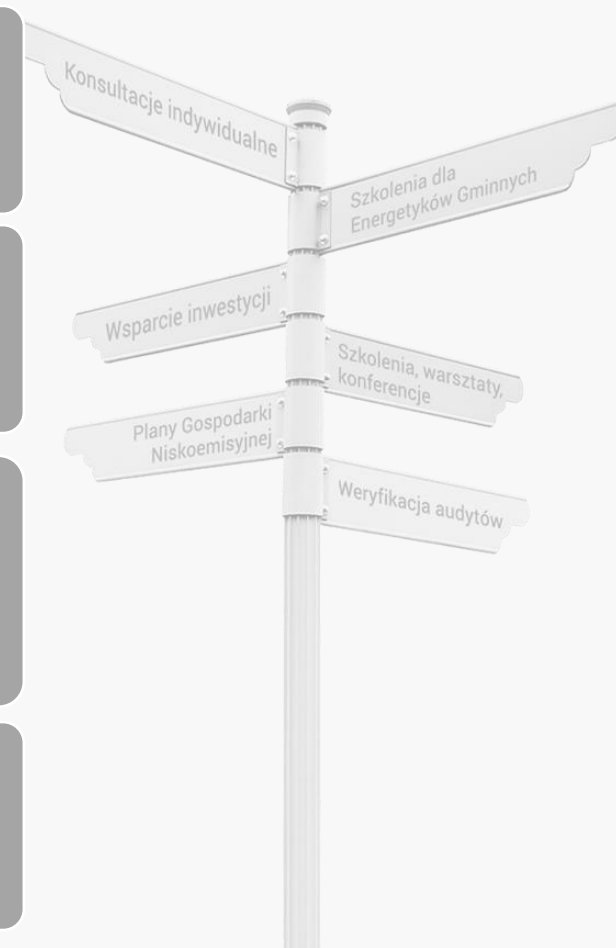 Konsultacje indywidualne
Szkolenia dla
Energetyków Gminnych
Wsparcie inwestycji
Szkolenia, warsztaty,
konferencje
Plany Gospodarki
Niskoemisyjnej
Weryfikacja audytów